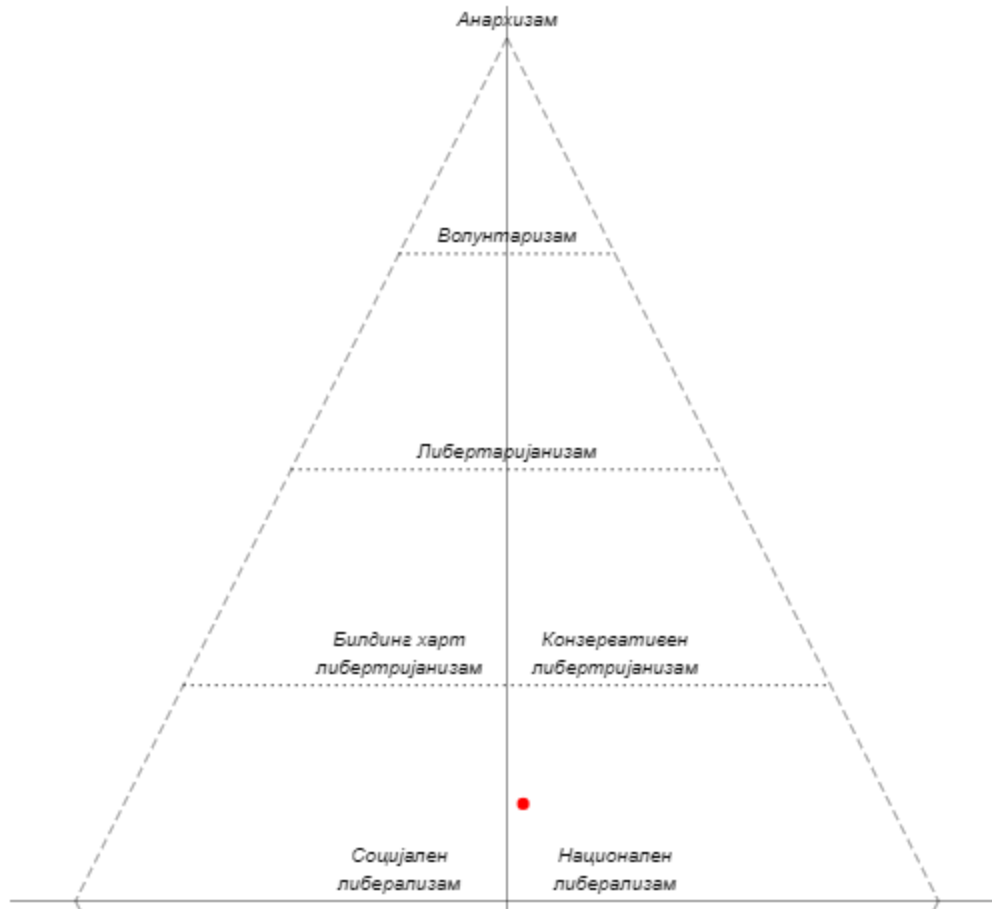 Анархизам
Волунтаризам
Либертаријанизам
Билдинг харт
либертријанизам
Конзервативен
либертријанизам
Социјален
либерализам
Национален
либерализам